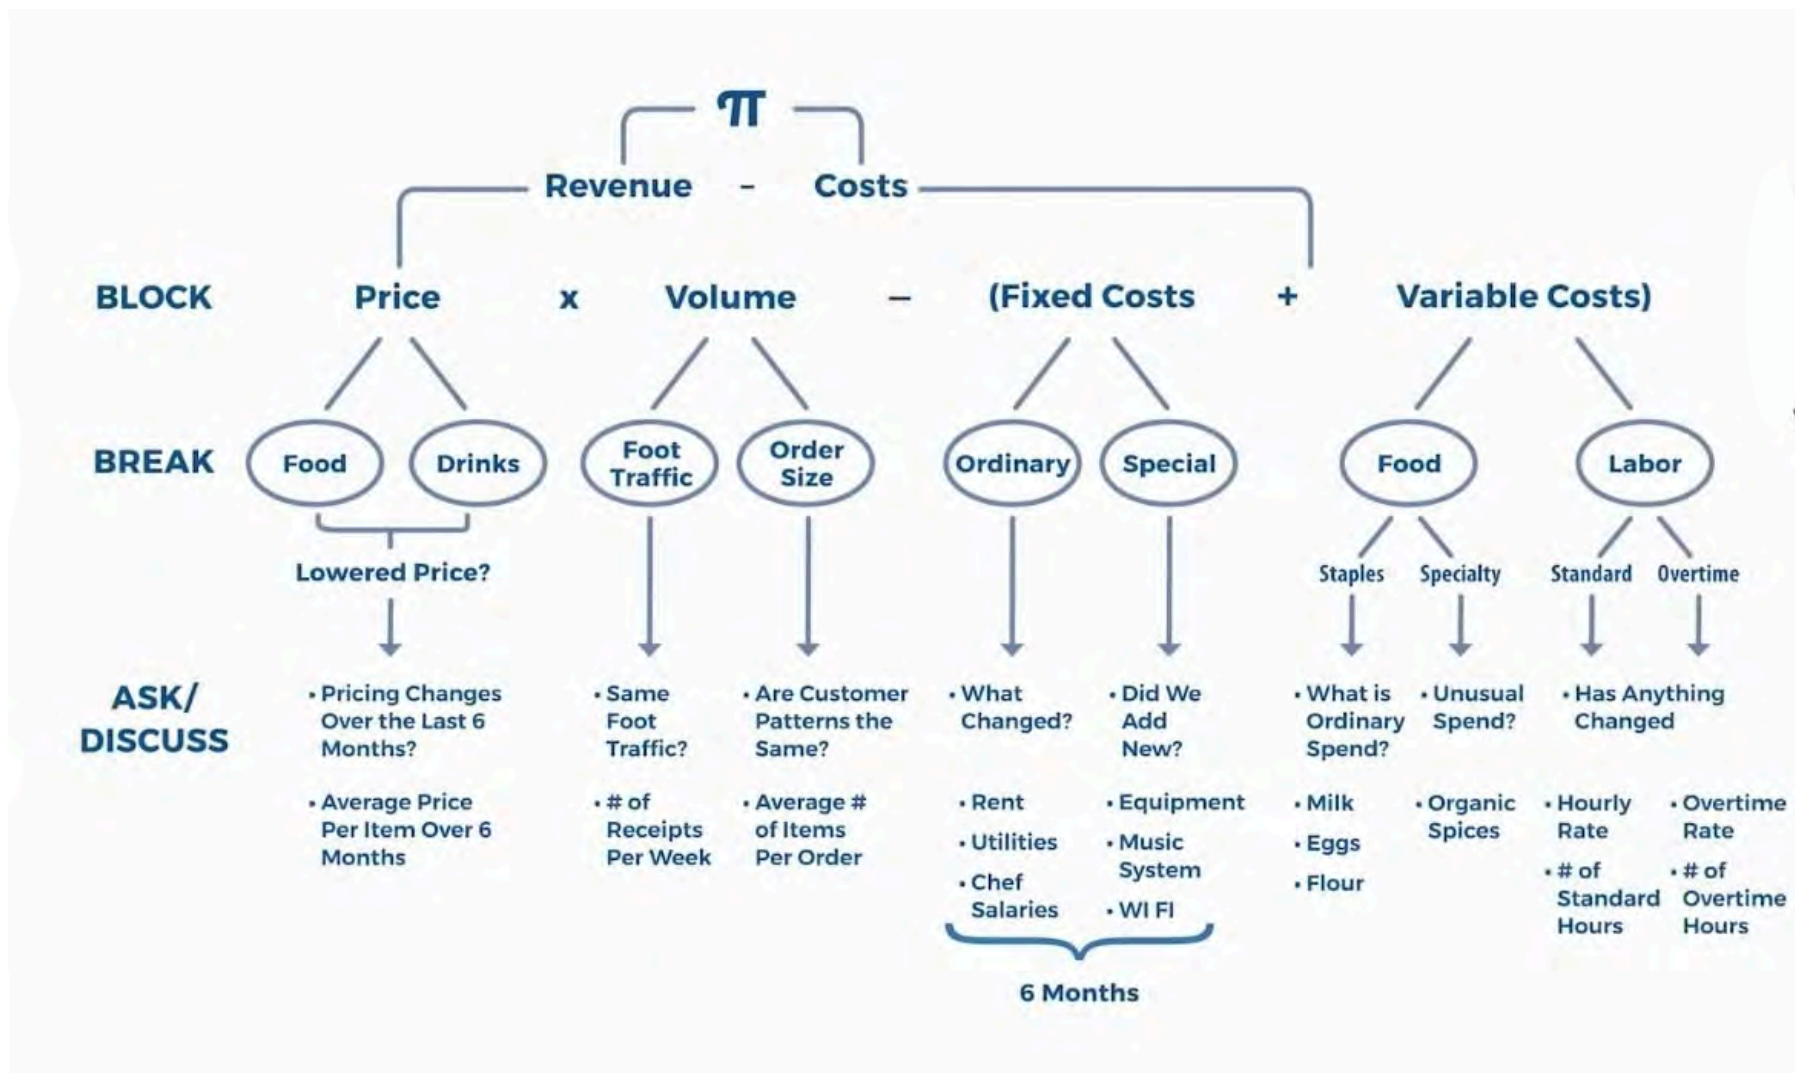 π
Revenue - Costs
BLOCK Price x Volume – (Fixed Costs + Variable Costs)
BREAK Food Drinks Foot Traffic Order Size Ordinary Special Food Labor
Lowered Price?
Staples Specialty Standard Overtime
ASK/
DISCUSS
• Pricing Changes
Over the Last 6
Months?
• Average Price
Per Item Over 6
Months
• Same
Foot
Traffic?
• # of
Receipts
Per Week
• Are Customer
Patterns the
Same?
• Average #
of Items
Per Order
• What
Changed?
• Rent
• Utilities
• Chef
Salaries
• Did We
Add
New?
• Equipment
• Music
System
• WI FI
6 Months
• What is
Ordinary
Spend?
• Milk
• Eggs
• Flour
• Unusual
Spend?
• Organic
Spices
• Has Anything
Changed
• Hourly
Rate
• # of
Standard
Hours
• Overtime
Rate
• # of
Overtime
Hours